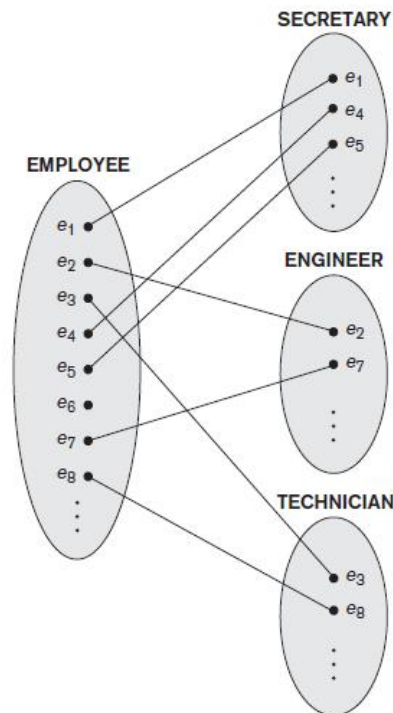 SECRETARY
e1
e4
e5
EMPLOYEE
e1
e2
e3
e4
e5
e6
e7
e8
ENGINEER
e2
e7
TECHNICIAN
e3
e8